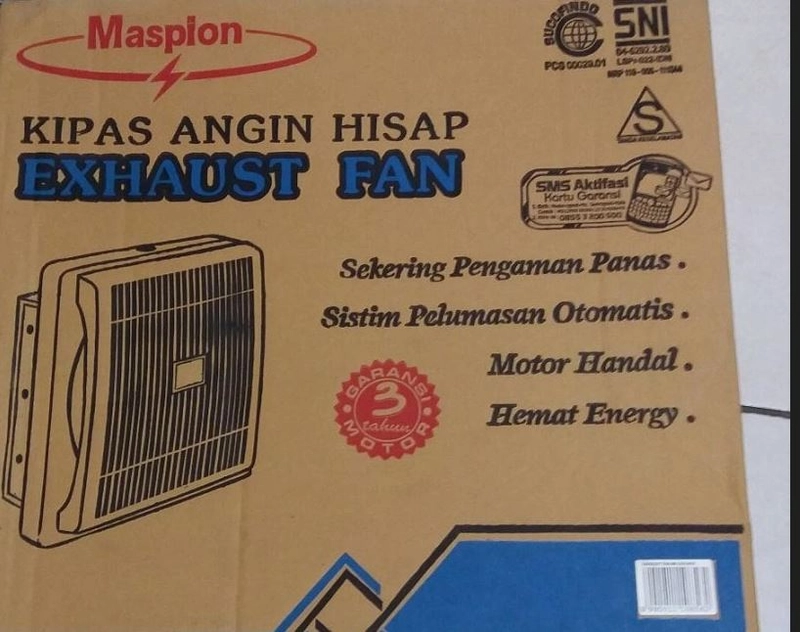 Maspion
SUCOFINDO
SNI
KIPAS ANGIN HISAP
EXHAUST FAN
S
SMS Aktifasi
Kartu Garansi
Sekering Pengaman Panas .
Sistim Pelumasan Otomatis .
Motor Handal .
Hemat Energy .
GARANSI
3
tahun
MOTOR